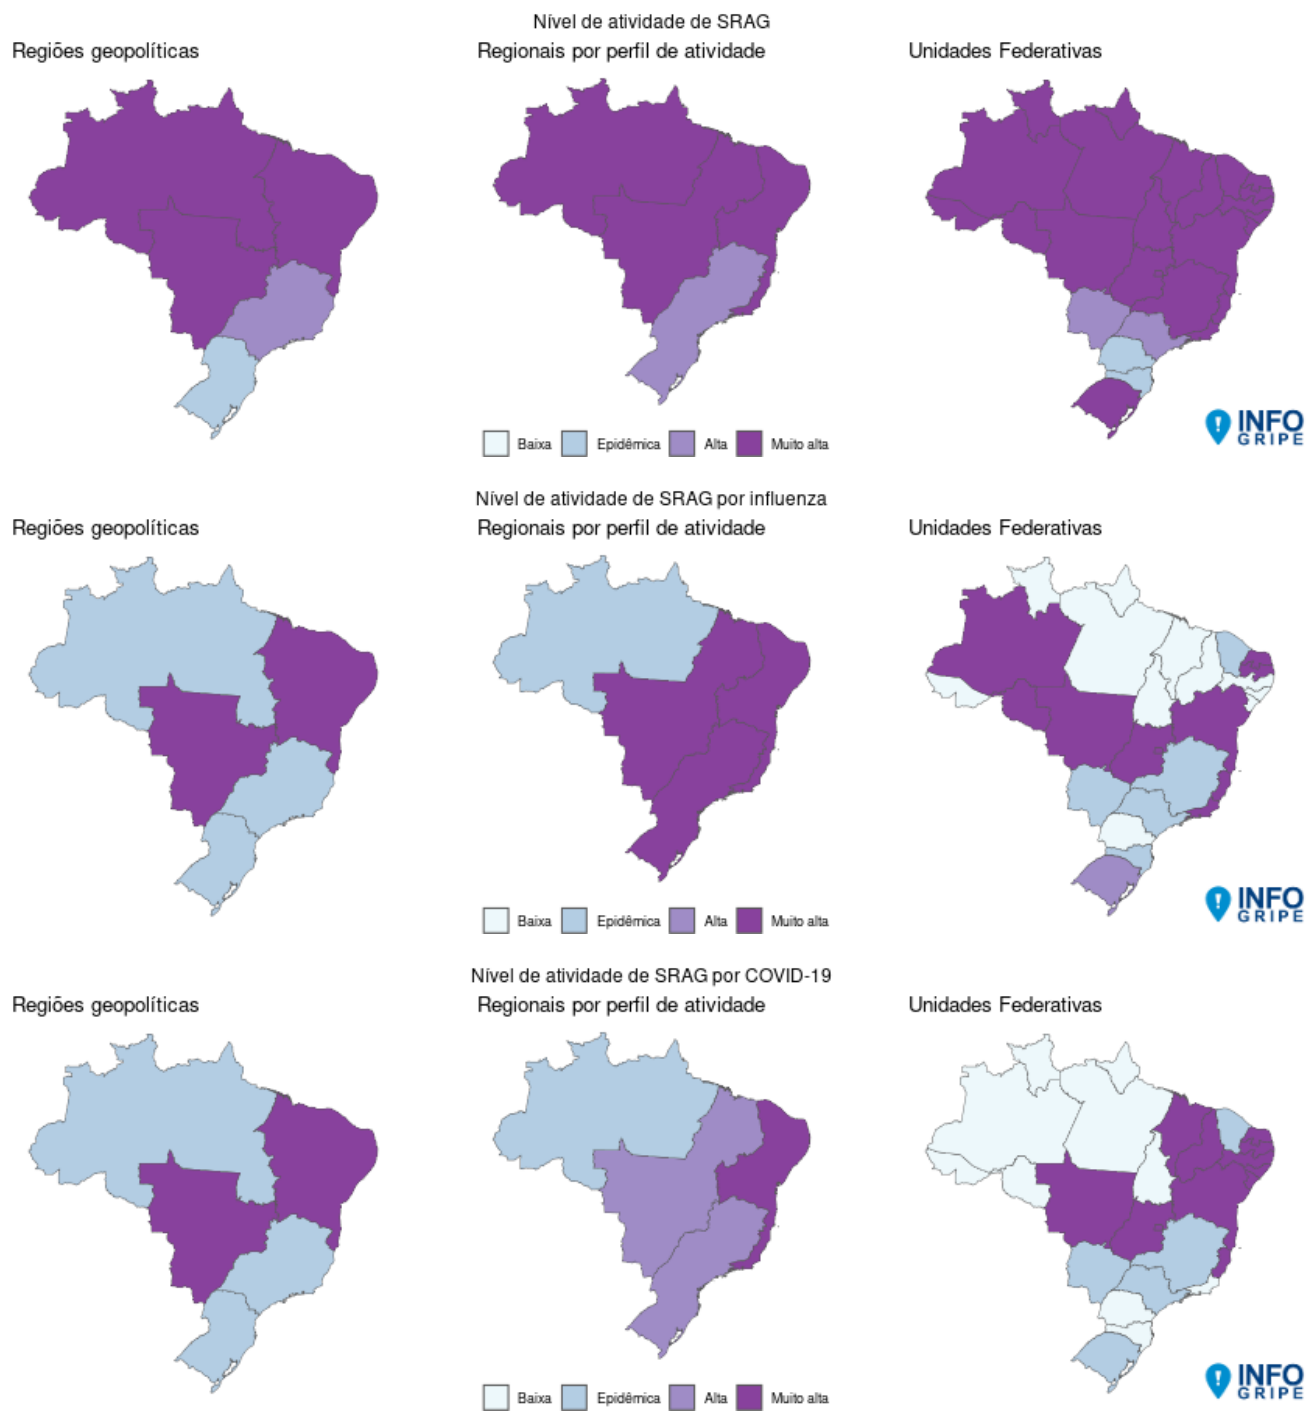 Nível de atividade de SRAG
Regiões geopolíticas
Regionais por perfil de atividade
Unidades Federativas
Baixa
Epidêmica
Alta
Muito alta
INFO
GRIPE
Nível de atividade de SRAG por influenza
Regiões geopolíticas
Regionais por perfil de atividade
Unidades Federativas
Baixa
Epidêmica
Alta
Muito alta
INFO
GRIPE
Nível de atividade de SRAG por COVID-19
Regiões geopolíticas
Regionais por perfil de atividade
Unidades Federativas
Baixa
Epidêmica
Alta
Muito alta
INFO
GRIPE